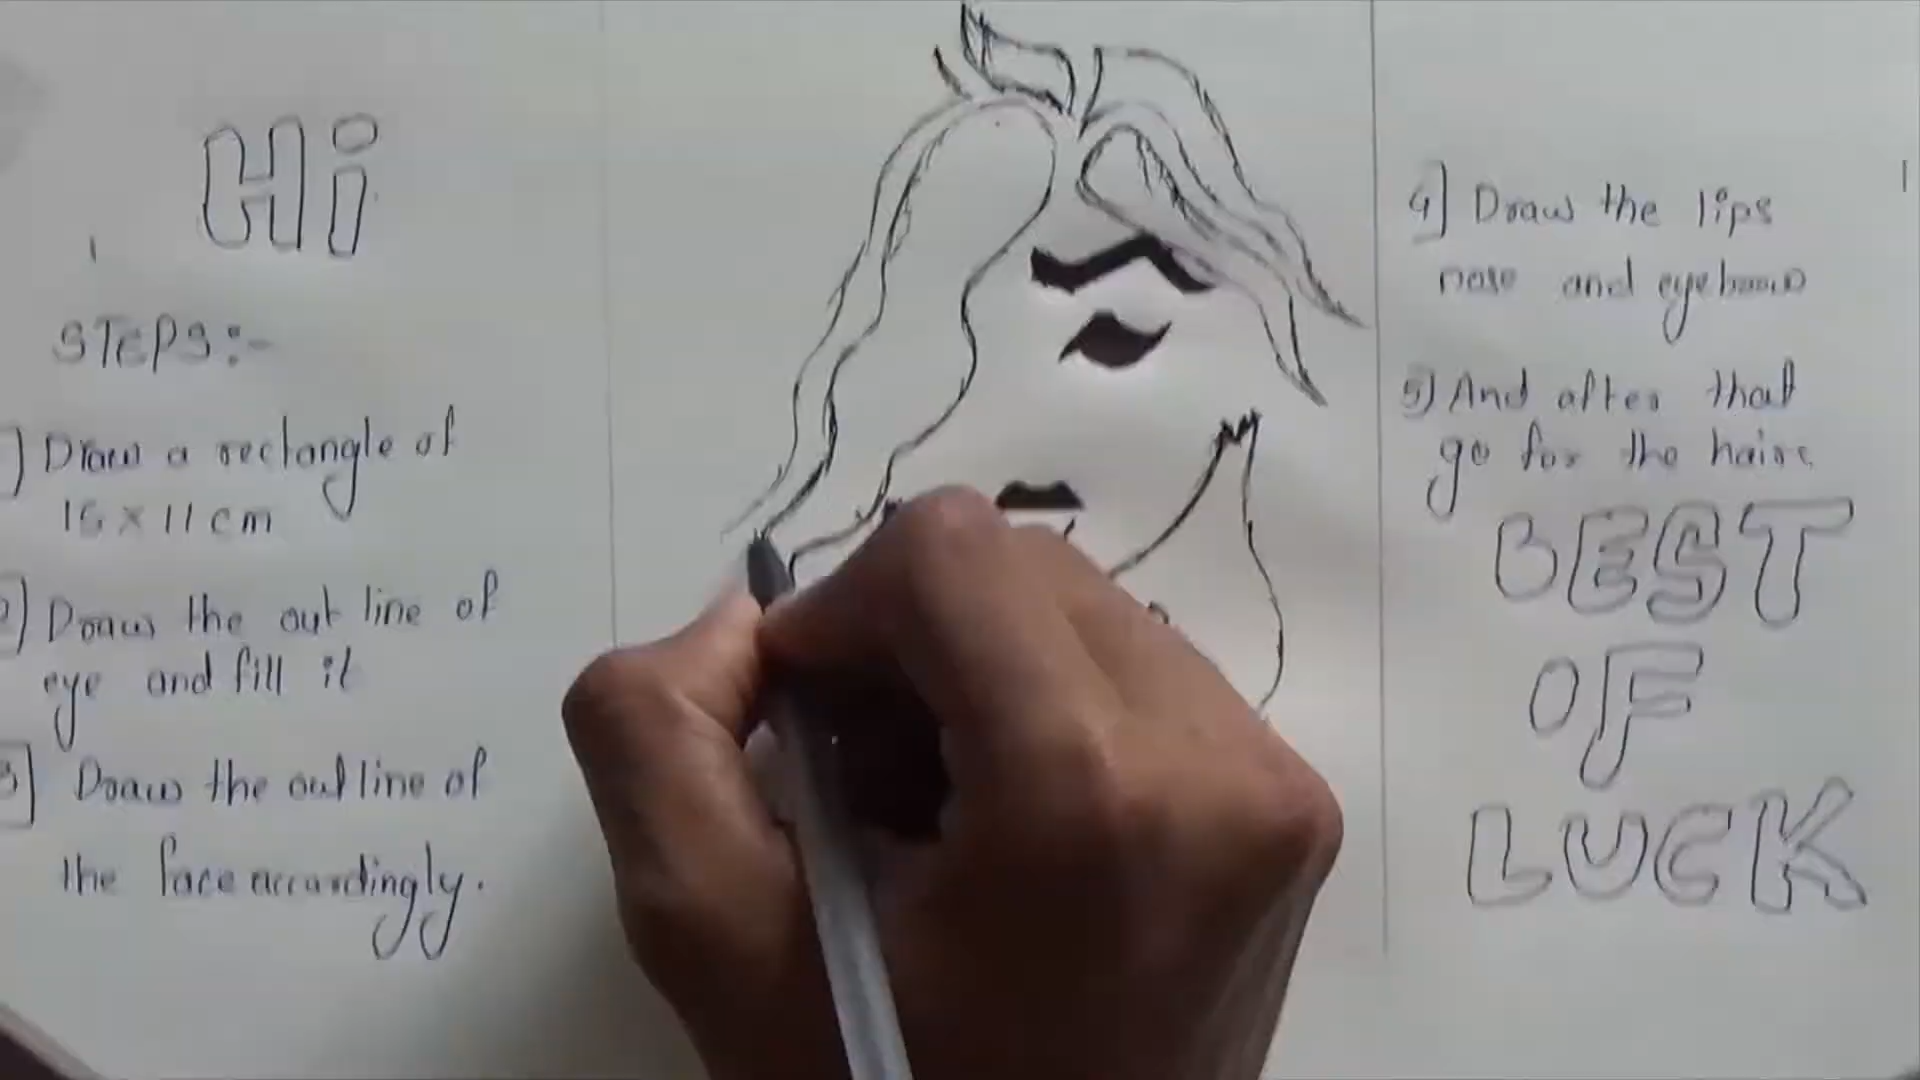 Hi
STEPS:-
1) Draw a rectangle of
15 X 11 cm
2) Draw the out line of
eye and fill it
3] Draw the out line of
the face accordingly.
4] Draw the lips
nose and eyebrows
5) And after that
go for the hairs
BEST
OF
LUCK